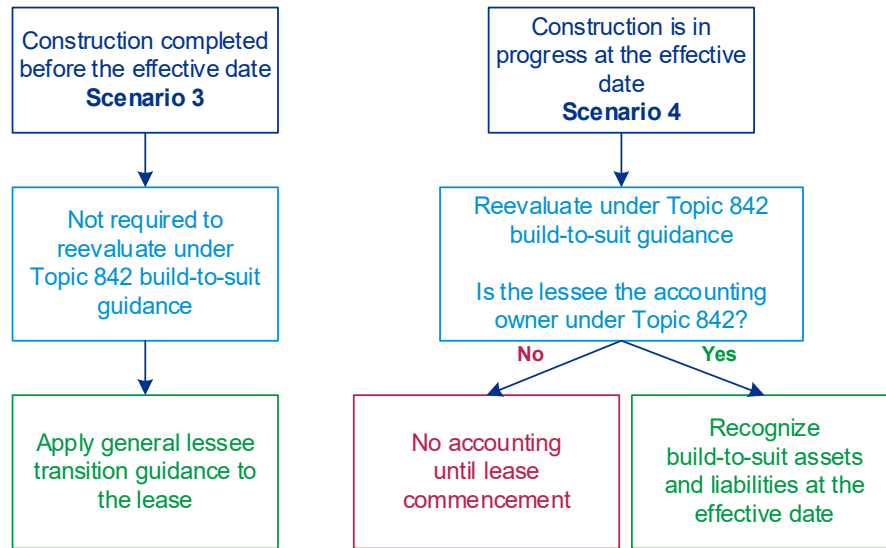 Construction completed
before the effective date
Scenario 3
Not required to
reevaluate under
Topic 842 build-to-suit
guidance
Apply general lessee
transition guidance to
the lease
Construction is in
progress at the effective
date
Scenario 4
Reevaluate under Topic 842
build-to-suit guidance
Is the lessee the accounting
owner under Topic 842?
No
Yes
No accounting
until lease
commencement
Recognize
build-to-suit assets
and liabilities at the
effective date